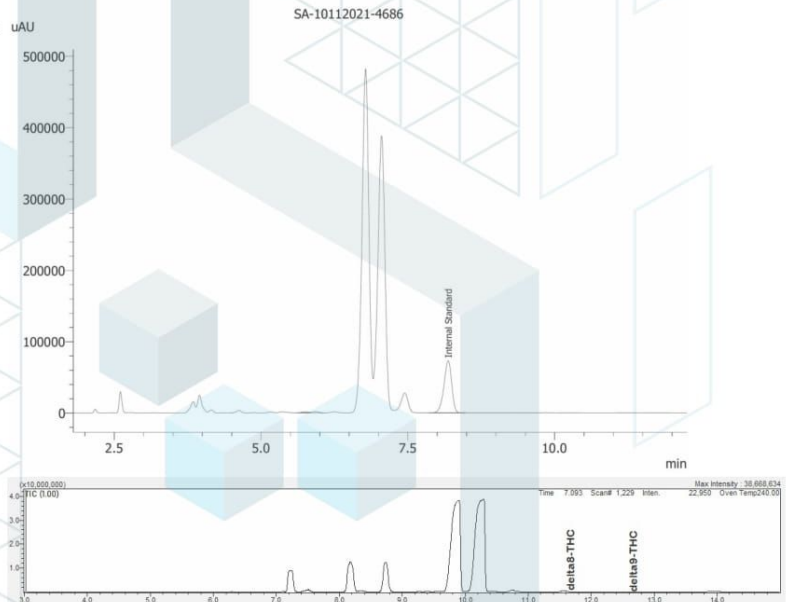 SA-10112021-4686
uAU
500000
400000
300000
200000
100000
0
Internal Standard
2.5 5.0 7.5 10.0
min
(x10,000,000)
Max Intensity : 38,668,634
TIC (1.00)
Time 7.093 Scan# 1,229 Inten. 22,950 Oven Temp 240.00
4.0
3.0
2.0
1.0
delta8-THC
delta9-THC
3.0 4.0 5.0 6.0 7.0 8.0 9.0 10.0 11.0 12.0 13.0 14.0